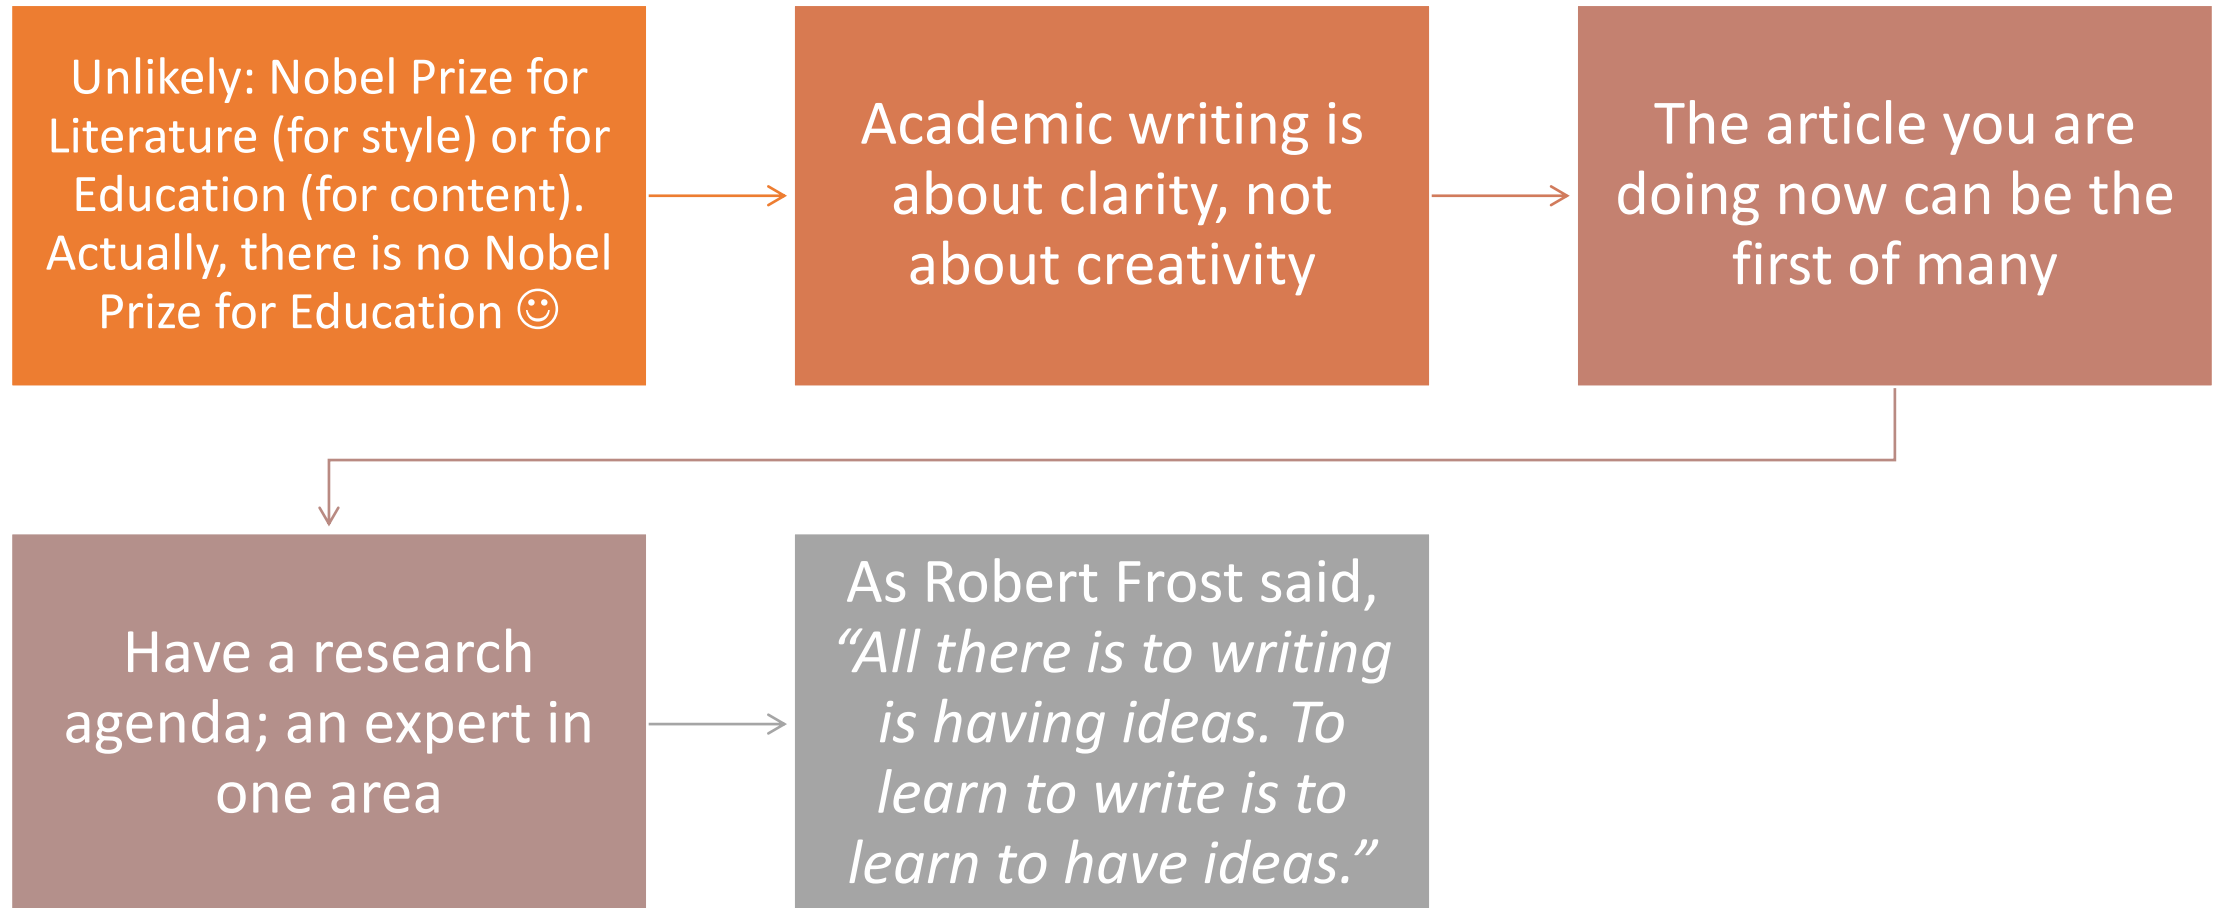 Unlikely: Nobel Prize for
Literature (for style) or for
Education (for content).
Actually, there is no Nobel
Prize for Education ☺
Academic writing is
about clarity, not
about creativity
The article you are
doing now can be the
first of many
Have a research
agenda; an expert in
one area
As Robert Frost said,
“All there is to writing
is having ideas. To
learn to write is to
learn to have ideas.”